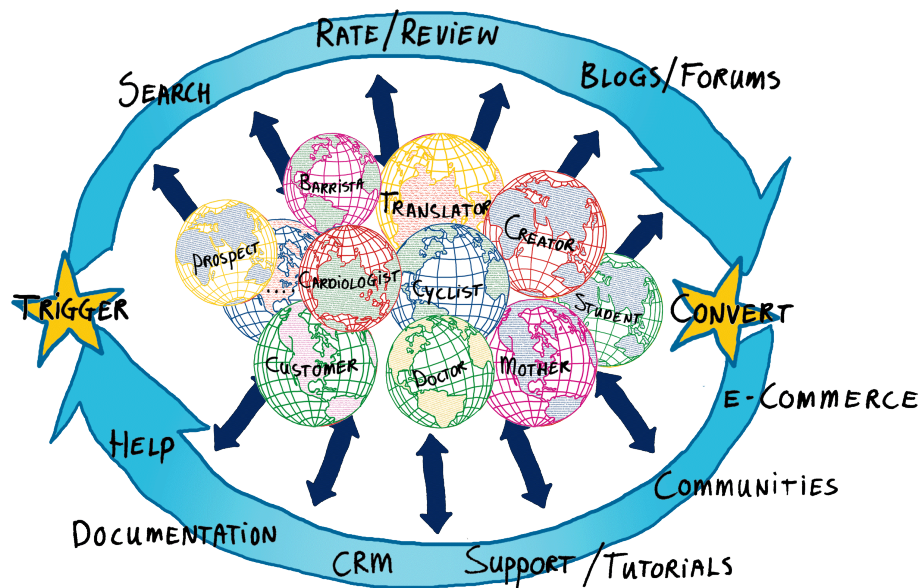 RATE/REVIEW
SEARCH
BLOGS/FORUMS
BARRISTA
TRANSLATOR
CREATOR
PROSPECT
....
CARDIOLOGIST
CYCLIST
STUDENT
TRIGGER
CONVERT
CUSTOMER
DOCTOR
MOTHER
E-COMMERCE
HELP
COMMUNITIES
DOCUMENTATION
CRM
SUPPORT/TUTORIALS